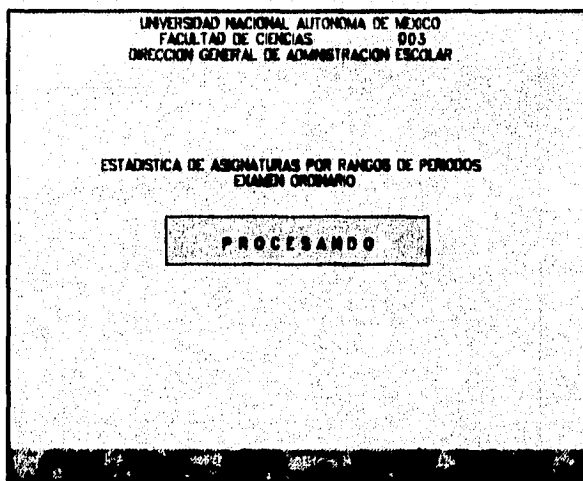 UNIVERSIDAD NACIONAL AUTONOMA DE MEXICO
FACULTAD DE CIENCIAS 003
DIRECCION GENERAL DE ADMINISTRACION ESCOLAR
ESTADISTICA DE ASIGNATURAS POR RANGOS DE PERIODOS
EXAMEN ORDINARIO
PROCESANDO